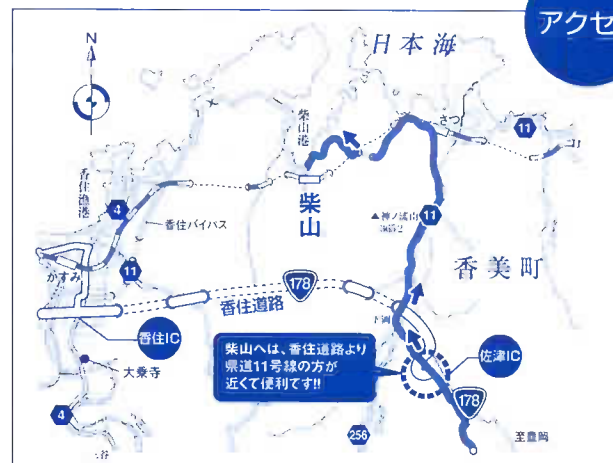 アクセ
N
日本海
柴山港
さつ
11
香住漁港
4
香住バイパス
柴山
11
11
かすみ
香美町
178
香住道路
香住IC
柴山へは、香住道路より
県道11号線の方が
近くて便利です!!
佐津IC
大乗寺
178
4
256
至豊岡